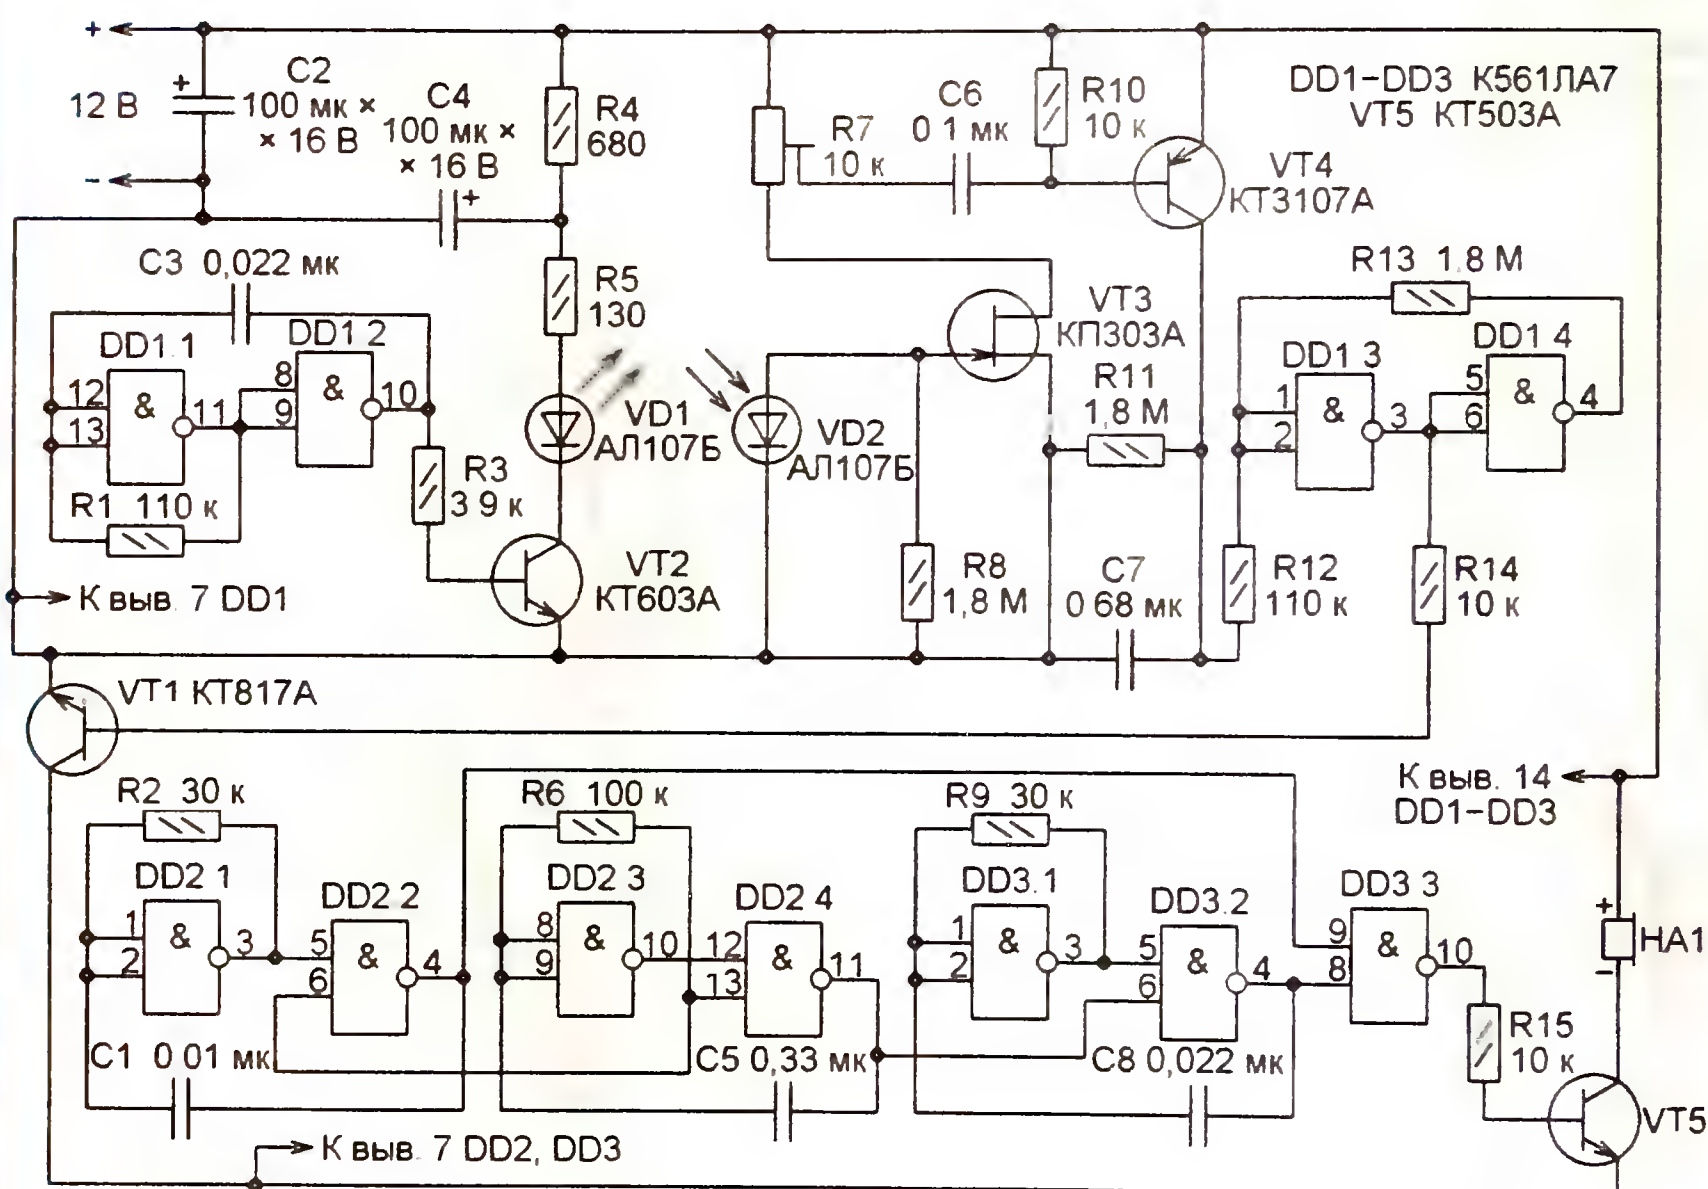 +
12 В
–
C2
100 мк ×
× 16 В
+
C4
100 мк ×
× 16 В
+
R4
680
R7
10 к
C6
0 1 мк
R10
10 к
DD1–DD3 К561ЛА7
VT5 КТ503А
VT4
КТ3107А
C3 0,022 мк
DD1.1
&
12
13
11
DD1 2
&
8
9
10
R1 110 к
R3
3 9 к
R5
130
VD1
АЛ107Б
VT2
КТ603А
VD2
АЛ107Б
VT3
КП303А
R11
1,8 М
R8
1,8 М
C7
0 68 мк
R13 1.8 М
DD1 3
&
1
2
3
DD1 4
&
5
6
4
R12
110 к
R14
10 к
К выв. 7 DD1
VT1 КТ817А
R2 30 к
DD2 1
&
1
2
3
DD2 2
&
5
6
4
C1 0 01 мк
R6 100 к
DD2 3
&
8
9
10
DD2 4
&
12
13
11
C5 0,33 мк
R9 30 к
DD3.1
&
1
2
3
DD3.2
&
5
6
4
C8 0,022 мк
DD3 3
&
9
8
10
К выв. 14
DD1–DD3
+
HA1
–
R15
10 к
VT5
К выв. 7 DD2, DD3